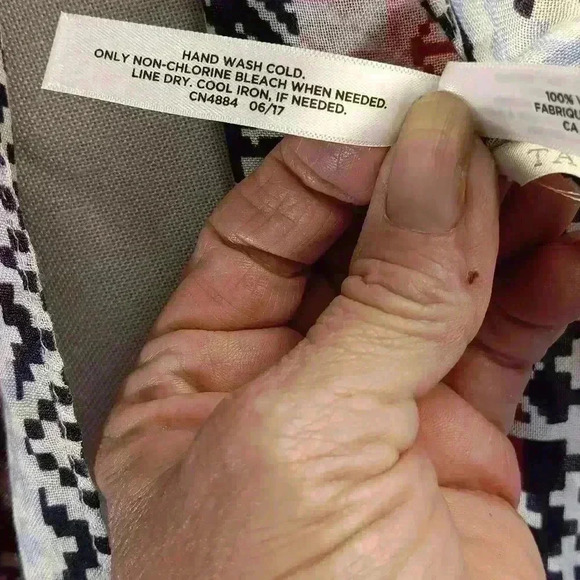 HAND WASH COLD.
ONLY NON-CHLORINE BLEACH WHEN NEEDED.
LINE DRY. COOL IRON, IF NEEDED.
CN4884 06/17
100%
CA